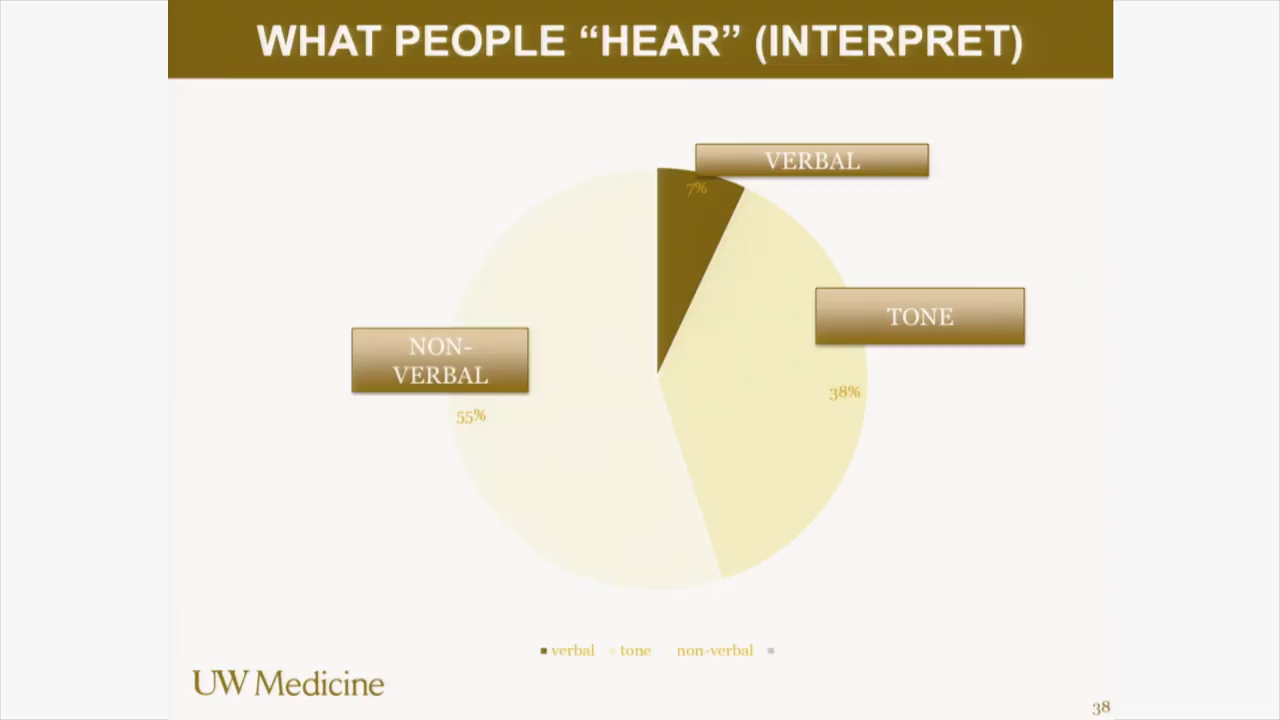 WHAT PEOPLE “HEAR” (INTERPRET)
VERBAL
7%
TONE
NON-
VERBAL
38%
55%
verbal tone non-verbal
UW Medicine
38